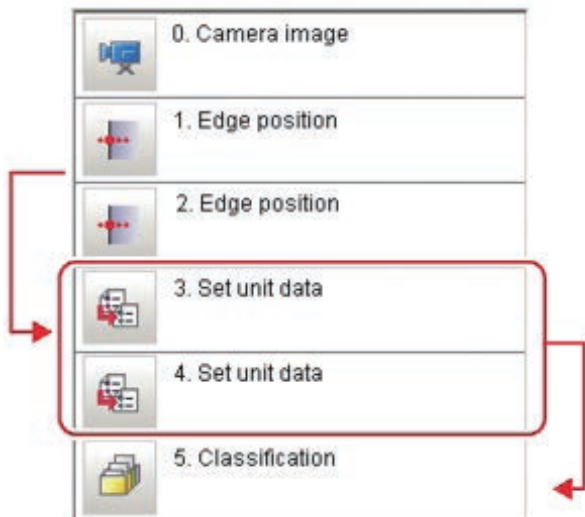 0. Camera image
1. Edge position
2. Edge position
3. Set unit data
4. Set unit data
5. Classification